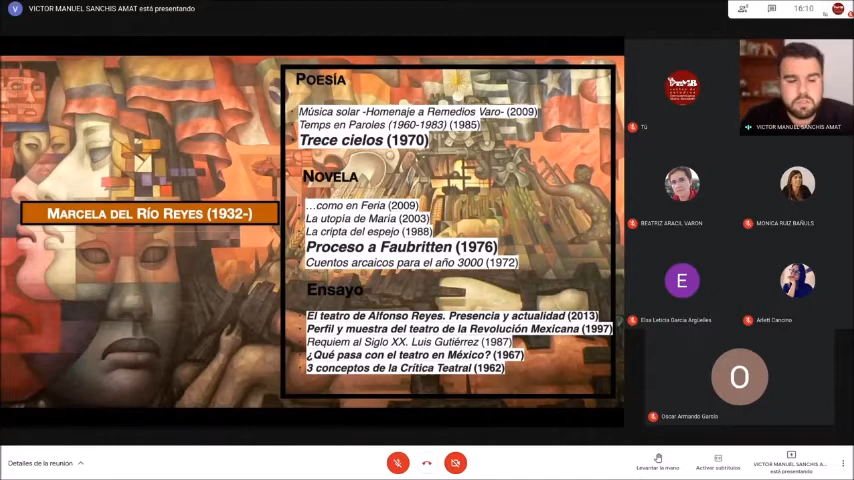 V
VICTOR MANUEL SANCHIS AMAT está presentando
16:10
POESÍA
Música solar -Homenaje a Remedios Varo- (2009)
Temps en Paroles (1960-1983) (1985)
Trece cielos (1970)
NOVELA
MARCELA DEL RÍO REYES (1932-)
...como en Feria (2009)
La utopía de María (2003)
La cripta del espejo (1988)
Proceso a Faubritten (1976)
Cuentos arcaicos para el año 3000 (1972)
Ensayo
El teatro de Alfonso Reyes. Presencia y actualidad (2013)
Perfil y muestra del teatro de la Revolución Mexicana (1997)
Requiem al Siglo XX. Luis Gutiérrez (1987)
¿Qué pasa con el teatro en México? (1967)
3 conceptos de la Crítica Teatral (1962)
Tú
VICTOR MANUEL SANCHIS AMAT
BEATRIZ ARACIL VARON
MONICA RUIZ BAÑULS
E
Elsa Leticia García Argüelles
Arlett Cancino
O
Oscar Armando García
Detalles de la reunión
Levantar la mano
Activar subtítulos
VICTOR MANUEL SANCHIS A...
está presentando